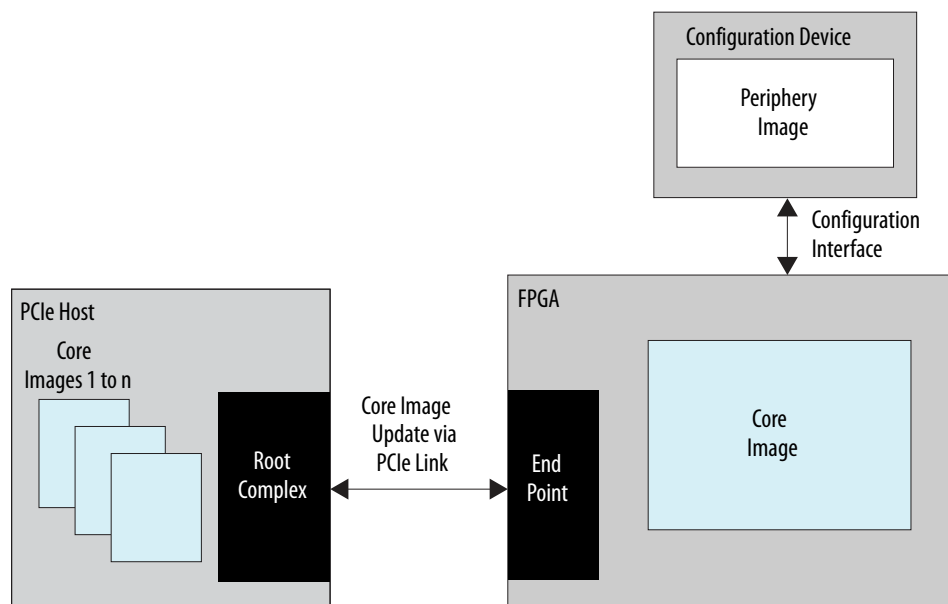 Configuration Device
Periphery
Image
Configuration
Interface
PCIe Host
Core
Images 1 to n
Root
Complex
Core Image
Update via
PCIe Link
FPGA
End
Point
Core
Image